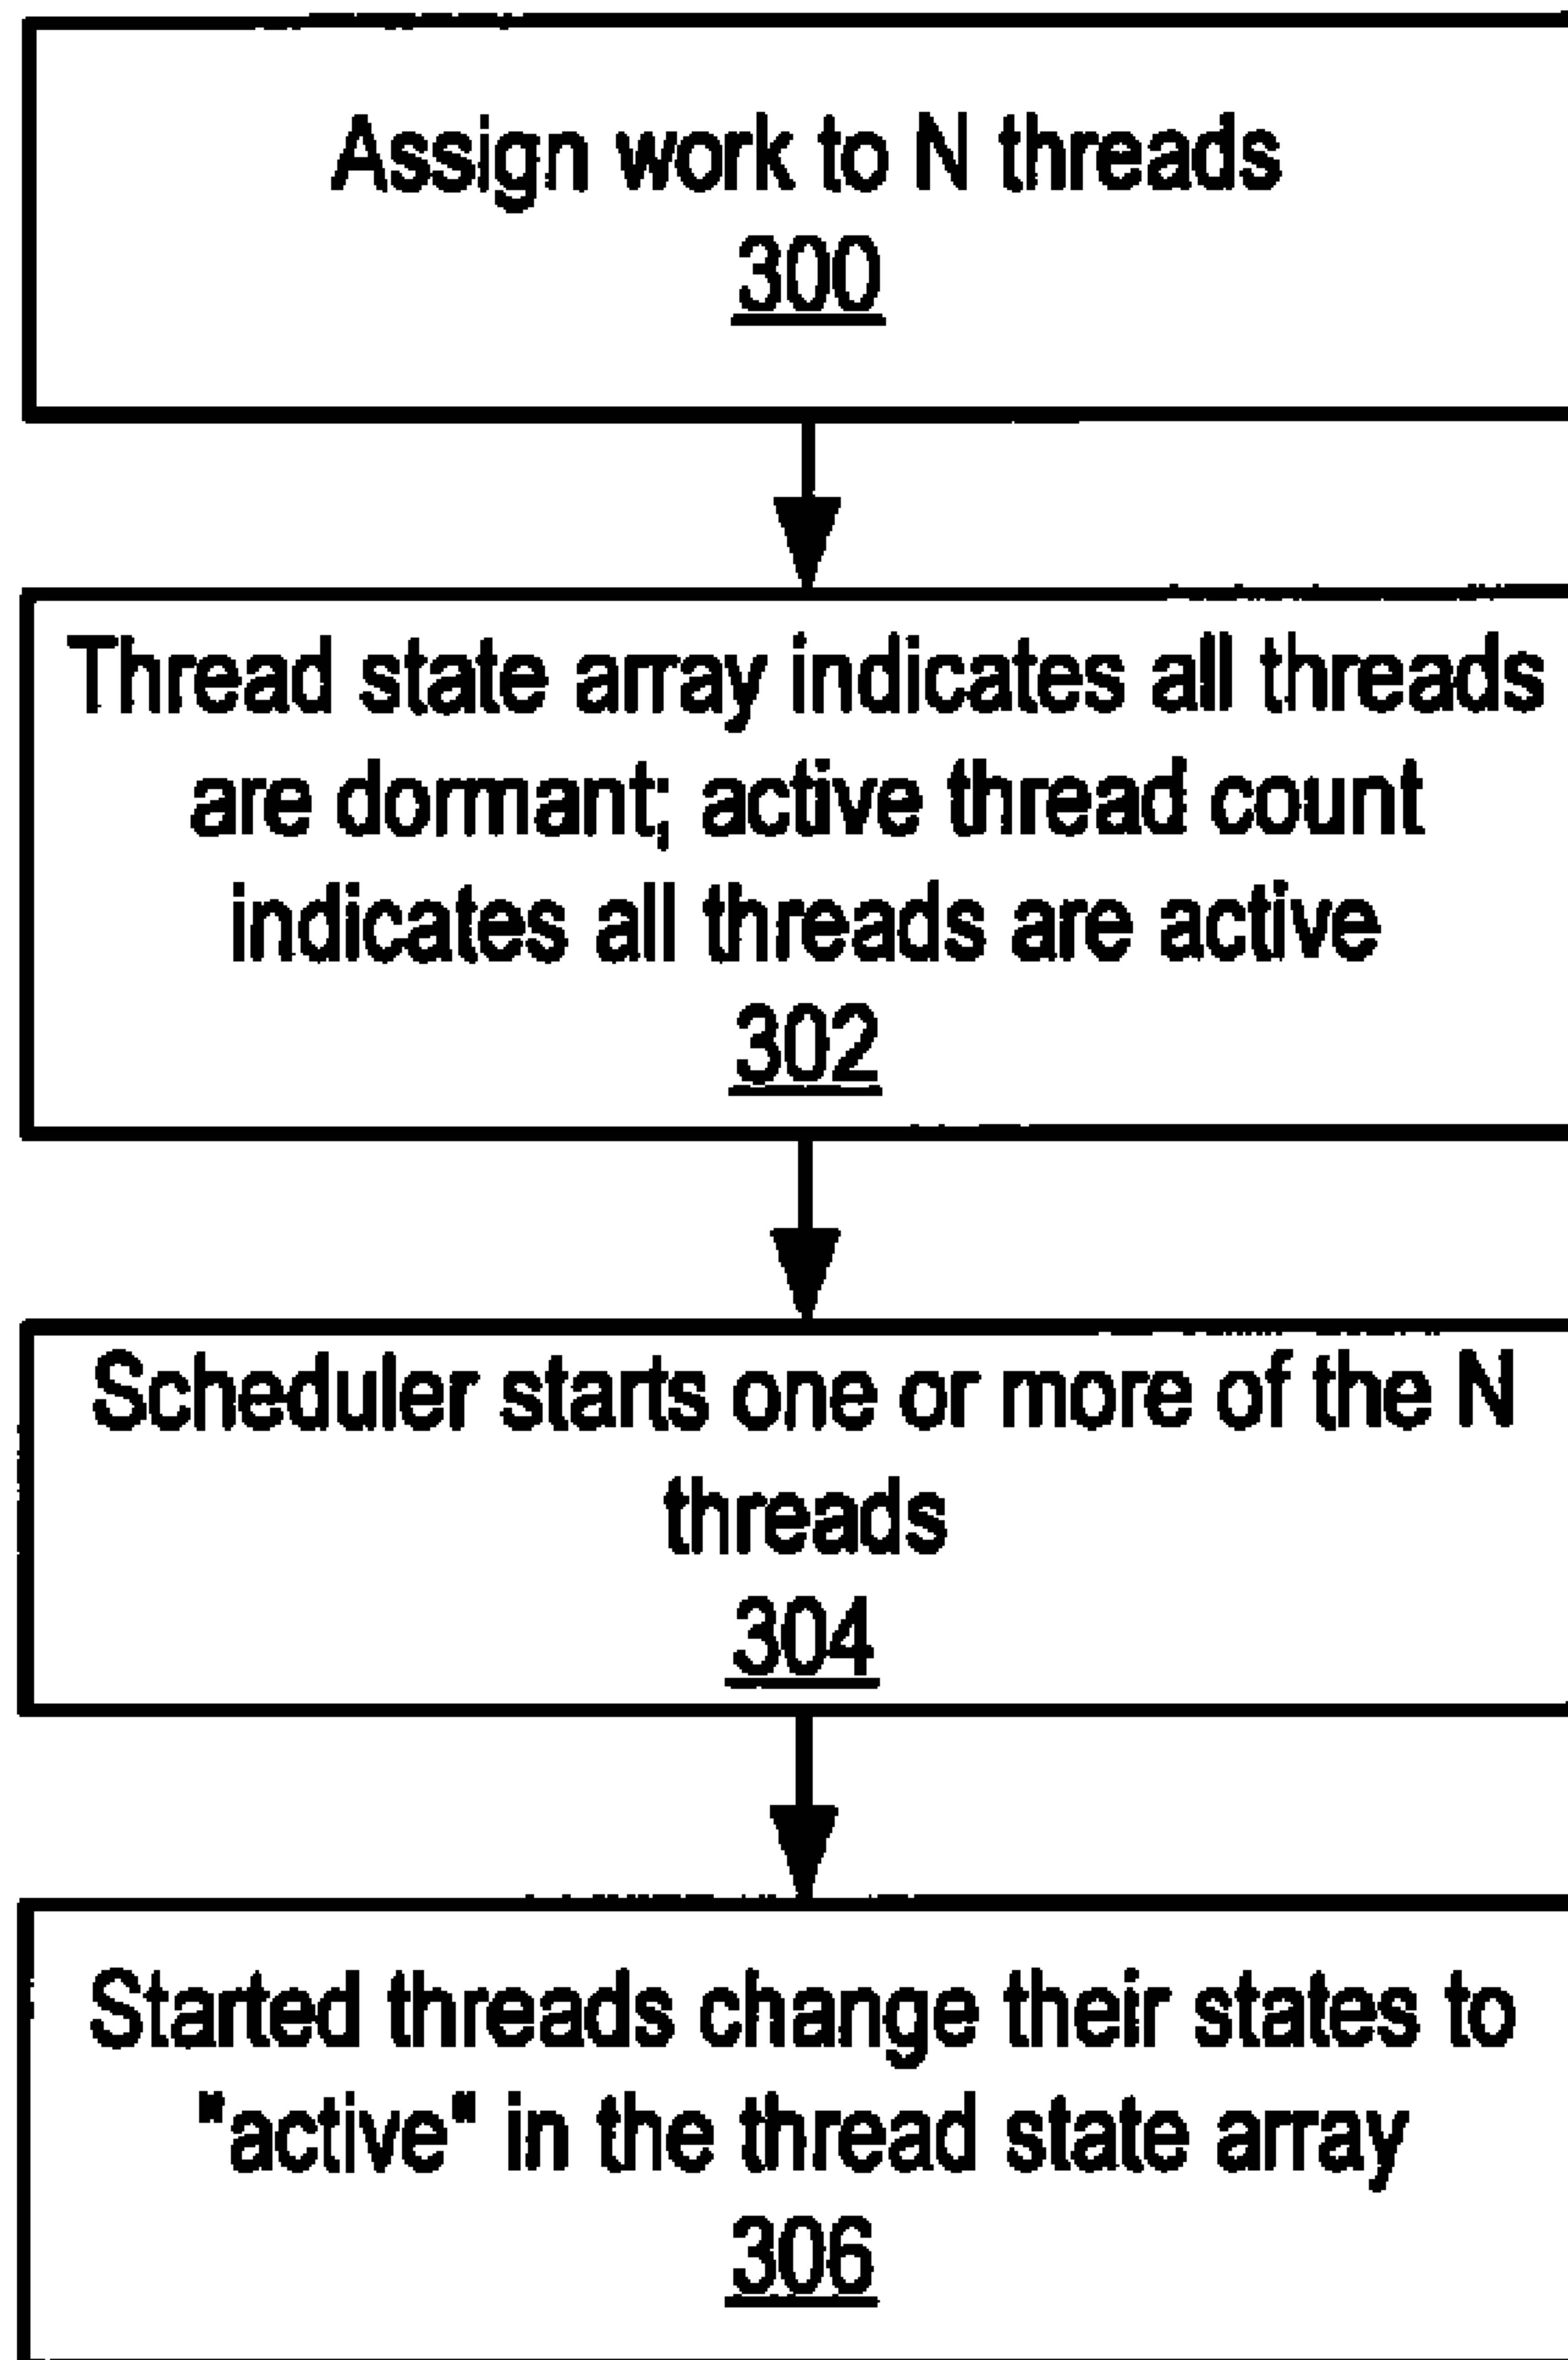 Assign work to N threads
300
Thread state array indicates all threads
are dormant; active thread count
indicates all threads are active
302
Scheduler starts one or more of the N
threads
304
Started threads change their states to
"active" in the thread state array
306